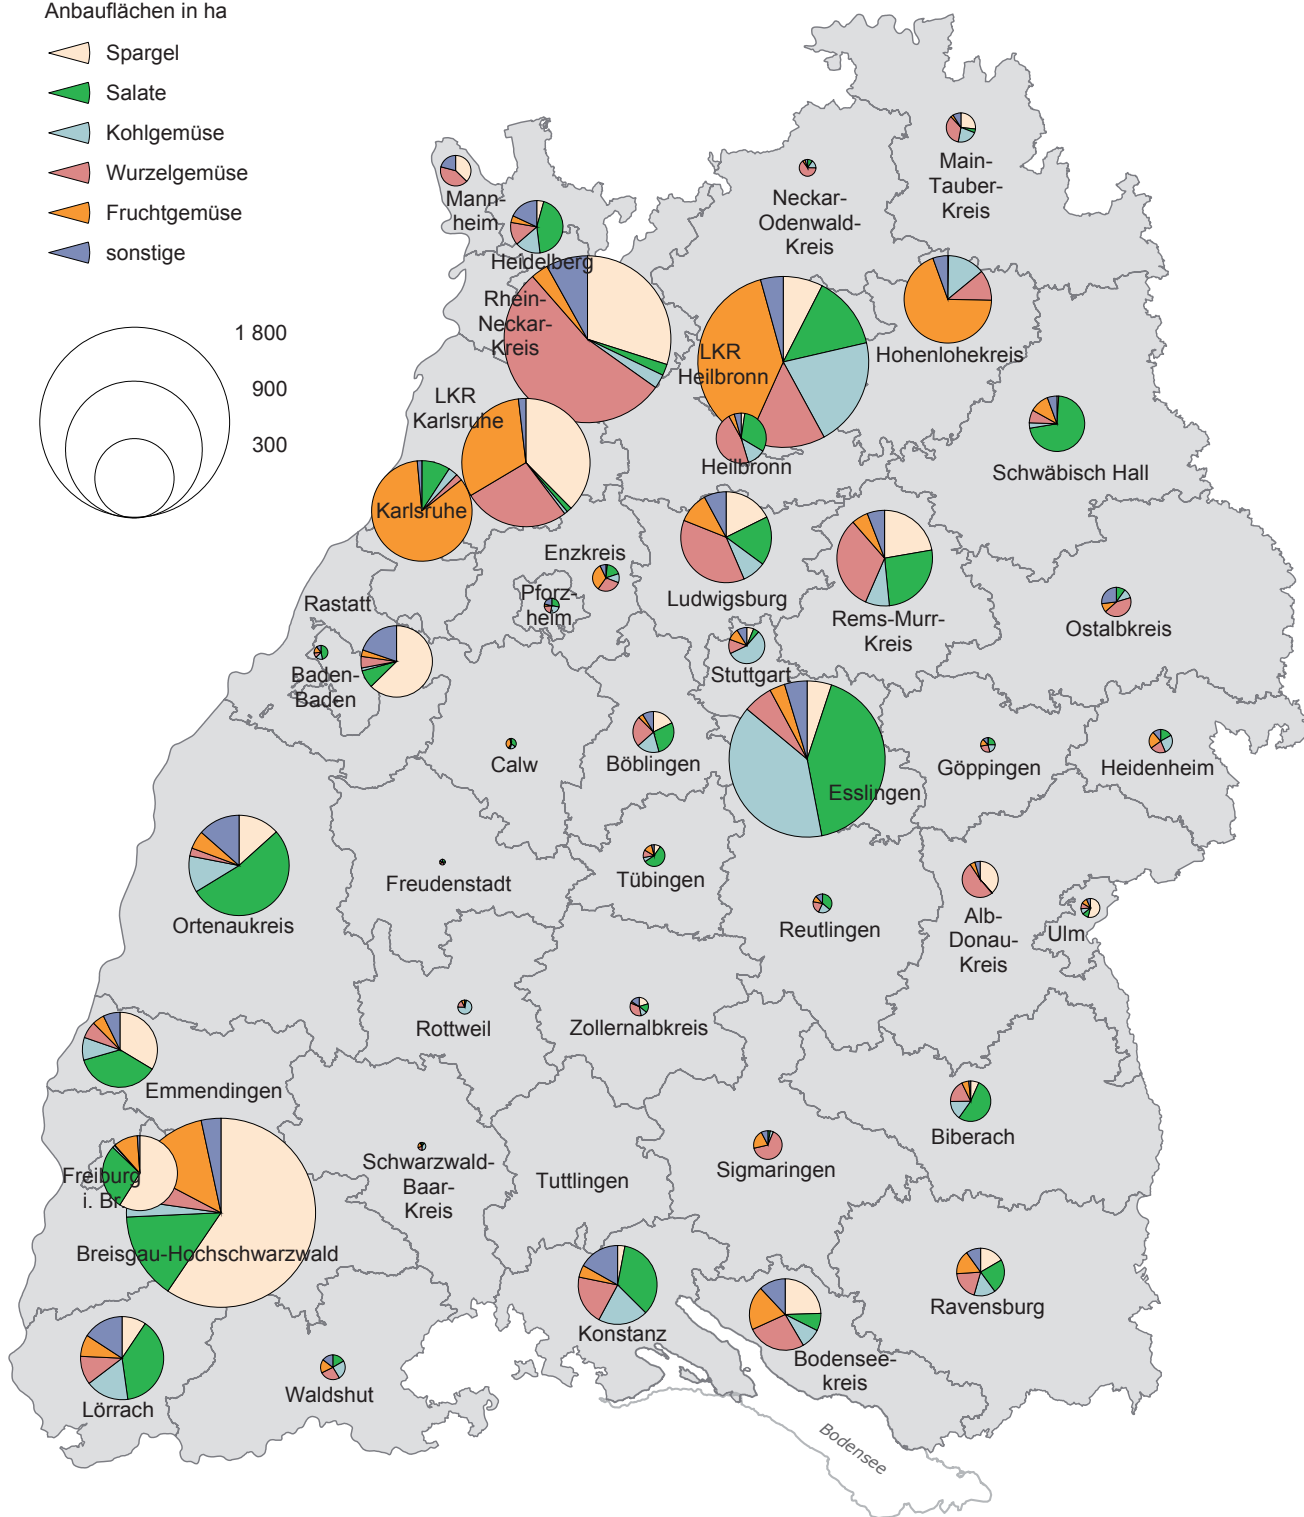 Anbauflächen in ha
Spargel
Salate
Kohlgemüse
Wurzelgemüse
Fruchtgemüse
sonstige
1 800
900
300
Main-
Tauber-
Kreis
Neckar-
Odenwald-
Kreis
Mann-
heim
Heidelberg
Rhein-
Neckar-
Kreis
LKR
Heilbronn
Hohenlohekreis
LKR
Karlsruhe
Heilbronn
Schwäbisch Hall
Karlsruhe
Enzkreis
Pforz-
heim
Ludwigsburg
Rems-Murr-
Kreis
Ostalbkreis
Rastatt
Baden-
Baden
Stuttgart
Calw
Böblingen
Esslingen
Göppingen
Heidenheim
Freudenstadt
Tübingen
Reutlingen
Alb-
Donau-
Kreis
Ulm
Ortenaukreis
Rottweil
Zollernalbkreis
Emmendingen
Biberach
Freiburg
i. Br.
Schwarzwald-
Baar-
Kreis
Tuttlingen
Sigmaringen
Breisgau-Hochschwarzwald
Konstanz
Ravensburg
Bodensee-
kreis
Lörrach
Waldshut
Bodensee